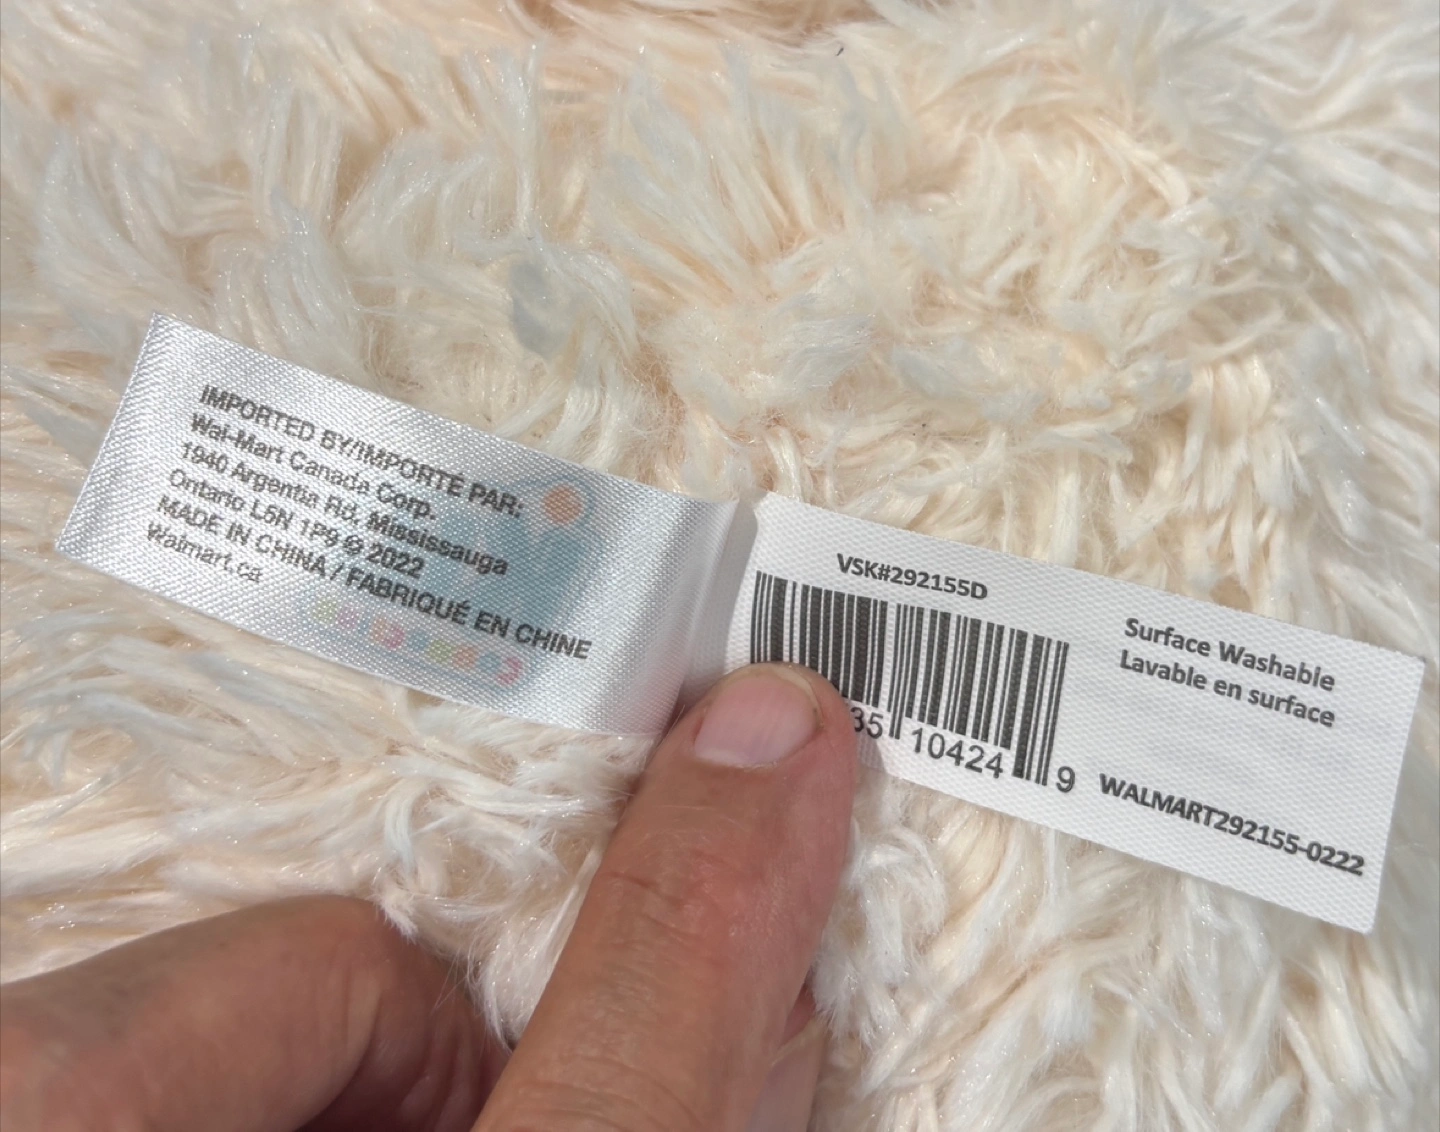 IMPORTED BY/IMPORTÉ PAR:
Wal-Mart Canada Corp.
1940 Argentia Rd. Mississauga
Ontario L5N 1P9 © 2022
MADE IN CHINA / FABRIQUÉ EN CHINE
Walmart.ca
VSK#292155D
35 10424 9
Surface Washable
Lavable en surface
WALMART292155-0222